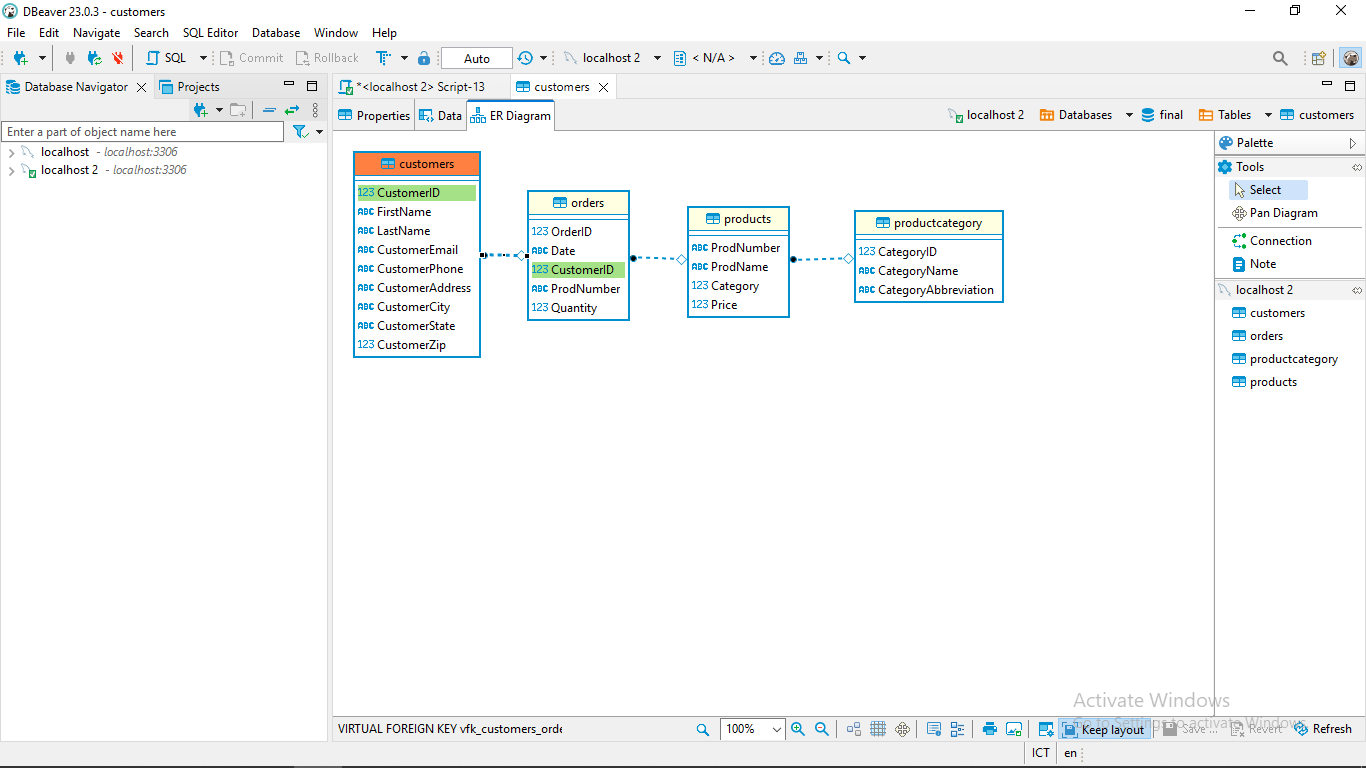 DBeaver 23.0.3 - customers
File Edit Navigate Search SQL Editor Database Window Help
SQL Commit Rollback Auto localhost 2 < N/A >
Database Navigator Projects
*<localhost 2> Script-13 customers
Properties Data ER Diagram
localhost 2 Databases final Tables customers
Enter a part of object name here
localhost - localhost:3306
localhost 2 - localhost:3306
customers
123 CustomerID
ABC FirstName
ABC LastName
ABC CustomerEmail
ABC CustomerPhone
ABC CustomerAddress
ABC CustomerCity
ABC CustomerState
123 CustomerZip
orders
123 OrderID
ABC Date
123 CustomerID
ABC ProdNumber
123 Quantity
products
ABC ProdNumber
ABC ProdName
123 Category
123 Price
productcategory
123 CategoryID
ABC CategoryName
ABC CategoryAbbreviation
Palette
Tools
Select
Pan Diagram
Connection
Note
localhost 2
customers
orders
productcategory
products
Activate Windows
Go to Settings to activate Windows.
VIRTUAL FOREIGN KEY vfk_customers_orde
100%
Keep layout Save ... Revert Refresh
ICT en